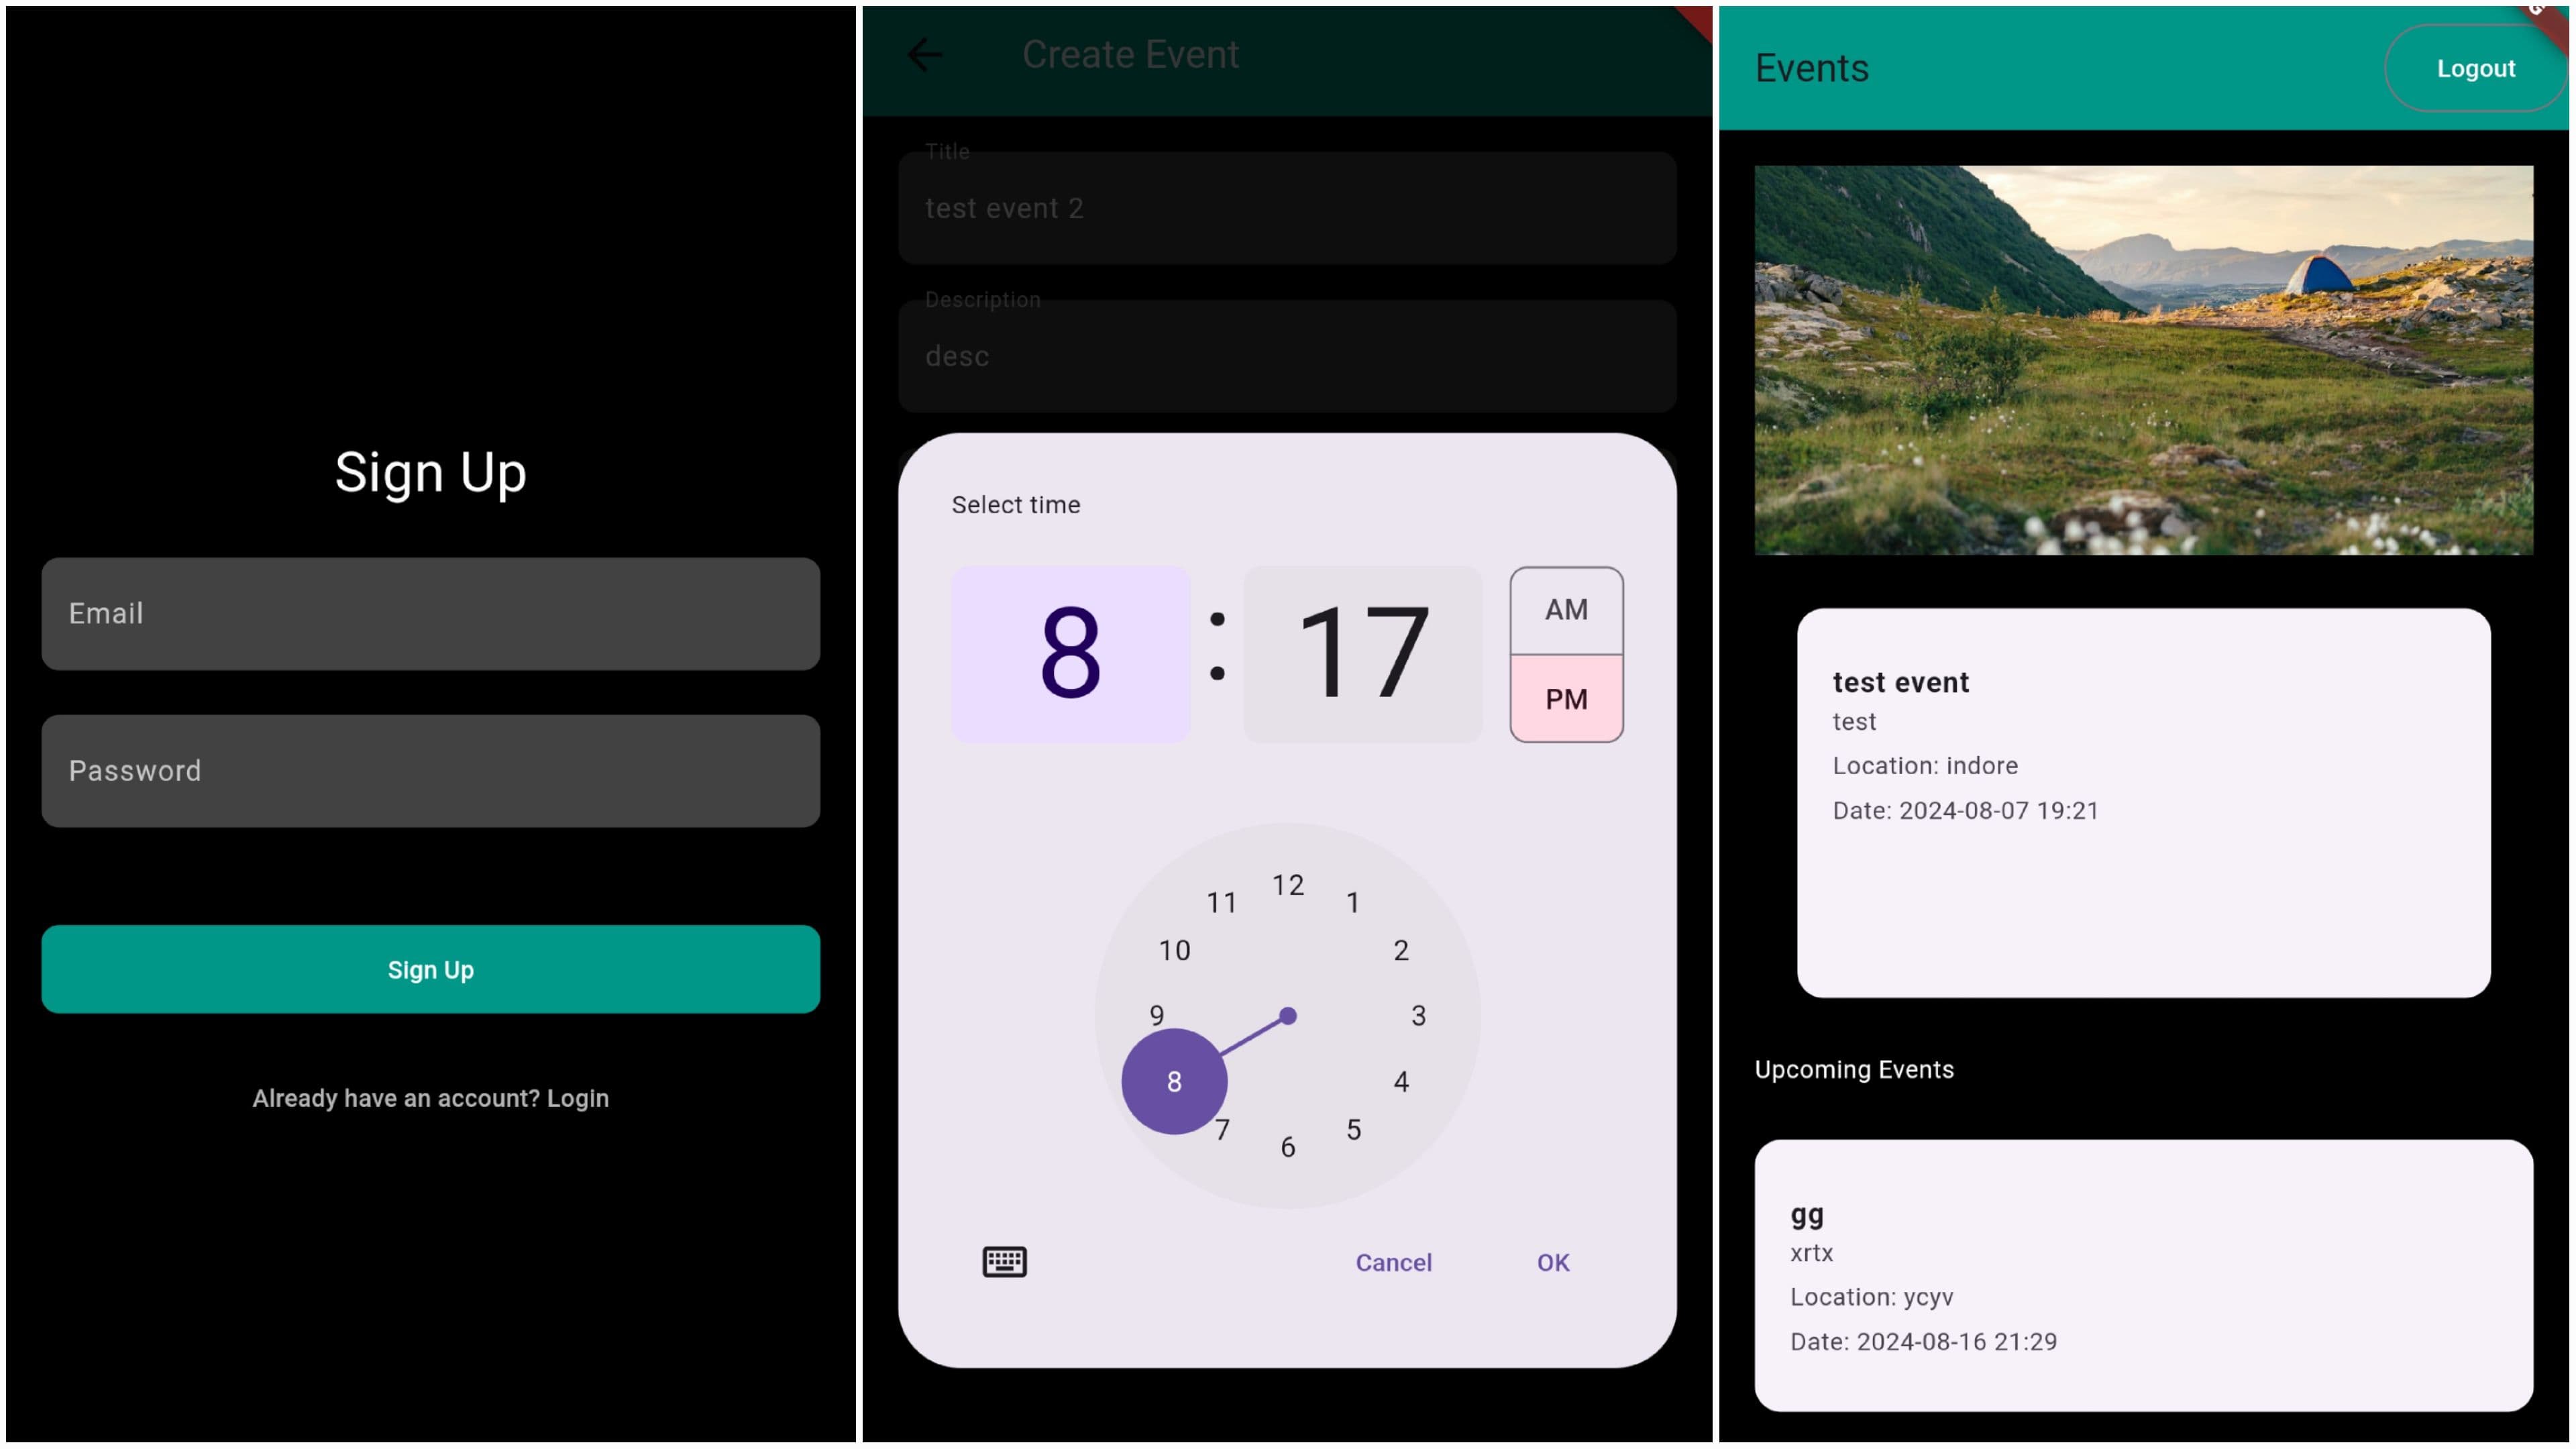 Sign Up
Email
Password
Sign Up
Already have an account? Login
Create Event
Title
test event 2
Description
desc
Select time
8 : 17
AM
PM
12
11
1
10
2
9
3
8
4
7
5
6
Cancel
OK
Events
Logout
test event
test
Location: indore
Date: 2024-08-07 19:21
Upcoming Events
gg
xrtx
Location: ycyv
Date: 2024-08-16 21:29